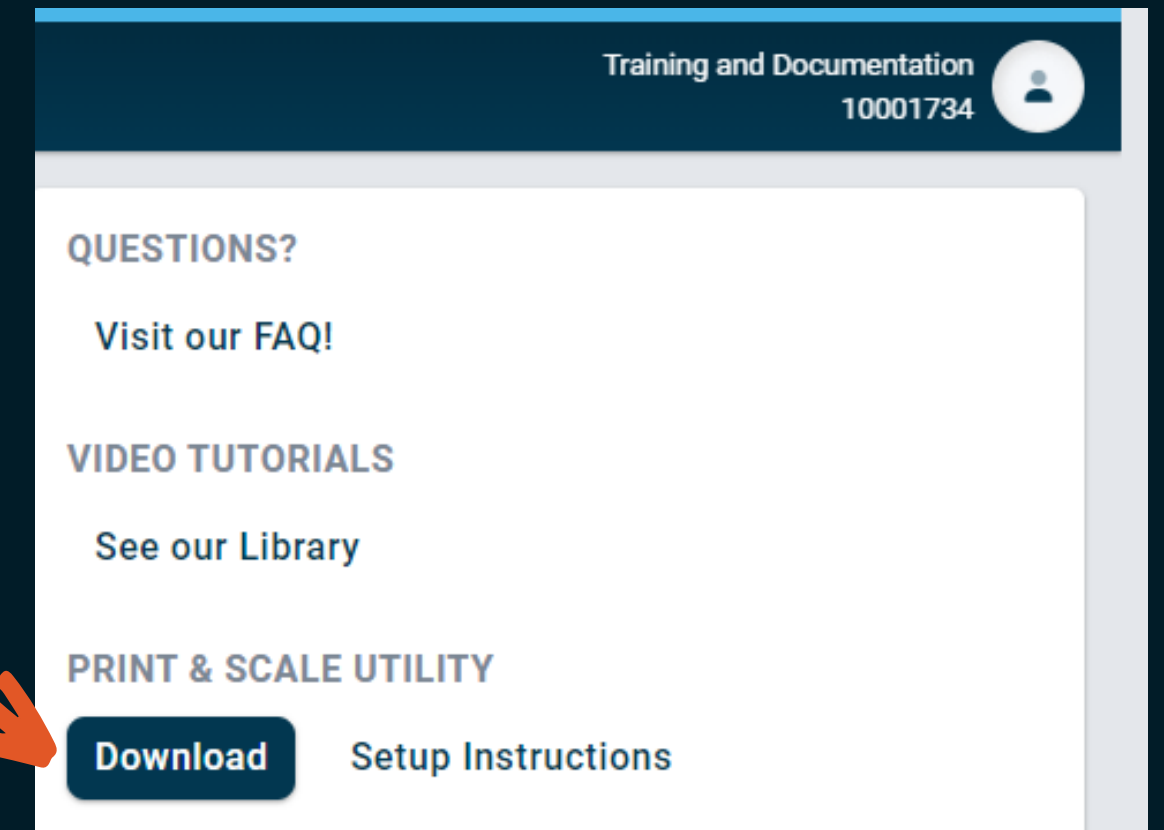 Training and Documentation
10001734
QUESTIONS?
Visit our FAQ!
VIDEO TUTORIALS
See our Library
PRINT & SCALE UTILITY
Download Setup Instructions